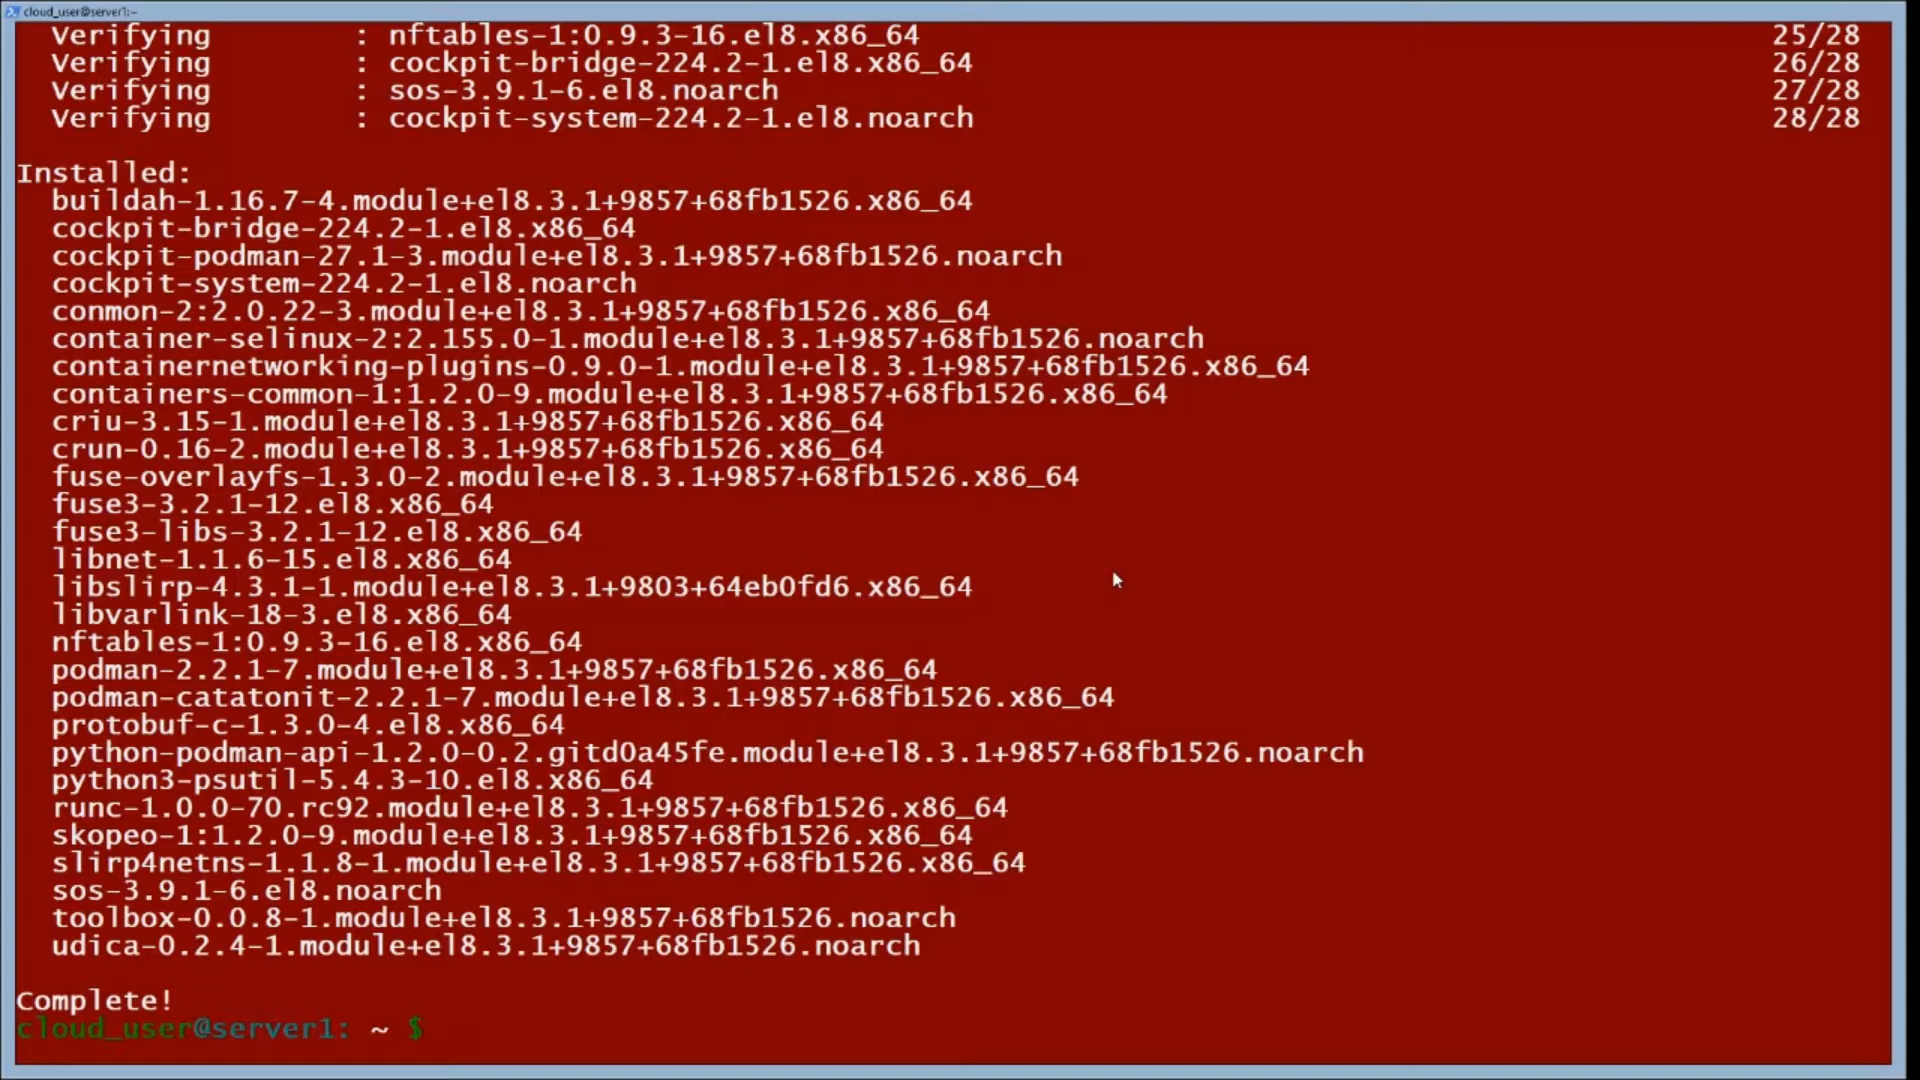 cloud_user@server1:~
Verifying : nftables-1:0.9.3-16.el8.x86_64 25/28
Verifying : cockpit-bridge-224.2-1.el8.x86_64 26/28
Verifying : sos-3.9.1-6.el8.noarch 27/28
Verifying : cockpit-system-224.2-1.el8.noarch 28/28
Installed:
buildah-1.16.7-4.module+el8.3.1+9857+68fb1526.x86_64
cockpit-bridge-224.2-1.el8.x86_64
cockpit-podman-27.1-3.module+el8.3.1+9857+68fb1526.noarch
cockpit-system-224.2-1.el8.noarch
conmon-2:2.0.22-3.module+el8.3.1+9857+68fb1526.x86_64
container-selinux-2:2.155.0-1.module+el8.3.1+9857+68fb1526.noarch
containernetworking-plugins-0.9.0-1.module+el8.3.1+9857+68fb1526.x86_64
containers-common-1:1.2.0-9.module+el8.3.1+9857+68fb1526.x86_64
criu-3.15-1.module+el8.3.1+9857+68fb1526.x86_64
crun-0.16-2.module+el8.3.1+9857+68fb1526.x86_64
fuse-overlayfs-1.3.0-2.module+el8.3.1+9857+68fb1526.x86_64
fuse3-3.2.1-12.el8.x86_64
fuse3-libs-3.2.1-12.el8.x86_64
libnet-1.1.6-15.el8.x86_64
libslirp-4.3.1-1.module+el8.3.1+9803+64eb0fd6.x86_64
libvarlink-18-3.el8.x86_64
nftables-1:0.9.3-16.el8.x86_64
podman-2.2.1-7.module+el8.3.1+9857+68fb1526.x86_64
podman-catatonit-2.2.1-7.module+el8.3.1+9857+68fb1526.x86_64
protobuf-c-1.3.0-4.el8.x86_64
python-podman-api-1.2.0-0.2.gitd0a45fe.module+el8.3.1+9857+68fb1526.noarch
python3-psutil-5.4.3-10.el8.x86_64
runc-1.0.0-70.rc92.module+el8.3.1+9857+68fb1526.x86_64
skopeo-1:1.2.0-9.module+el8.3.1+9857+68fb1526.x86_64
slirp4netns-1.1.8-1.module+el8.3.1+9857+68fb1526.x86_64
sos-3.9.1-6.el8.noarch
toolbox-0.0.8-1.module+el8.3.1+9857+68fb1526.noarch
udica-0.2.4-1.module+el8.3.1+9857+68fb1526.noarch
Complete!
cloud_user@server1: ~ $